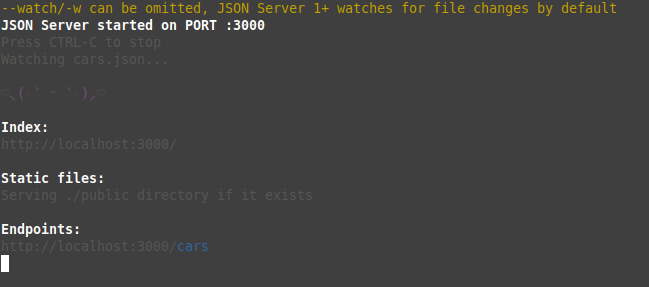 --watch/-w can be omitted, JSON Server 1+ watches for file changes by default
JSON Server started on PORT :3000
Press CTRL-C to stop
Watching cars.json...
♡⸜(˶˃ ᵕ ˂˶)⸝♡
Index:
http://localhost:3000/
Static files:
Serving ./public directory if it exists
Endpoints:
http://localhost:3000/cars